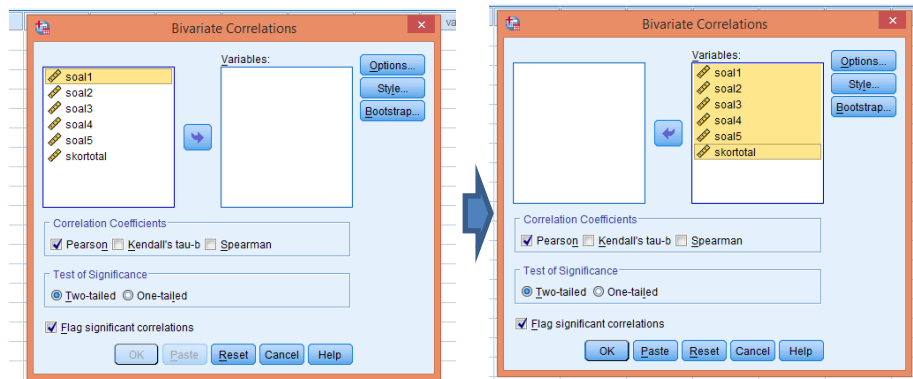 Bivariate Correlations
Variables:
soal1
soal2
soal3
soal4
soal5
skortotal
Options...
Style...
Bootstrap...
Correlation Coefficients
Pearson Kendall's tau-b Spearman
Test of Significance
Two-tailed One-tailed
Flag significant correlations
OK Paste Reset Cancel Help
va
Bivariate Correlations
Variables:
soal1
soal2
soal3
soal4
soal5
skortotal
Options...
Style...
Bootstrap...
Correlation Coefficients
Pearson Kendall's tau-b Spearman
Test of Significance
Two-tailed One-tailed
Flag significant correlations
OK Paste Reset Cancel Help